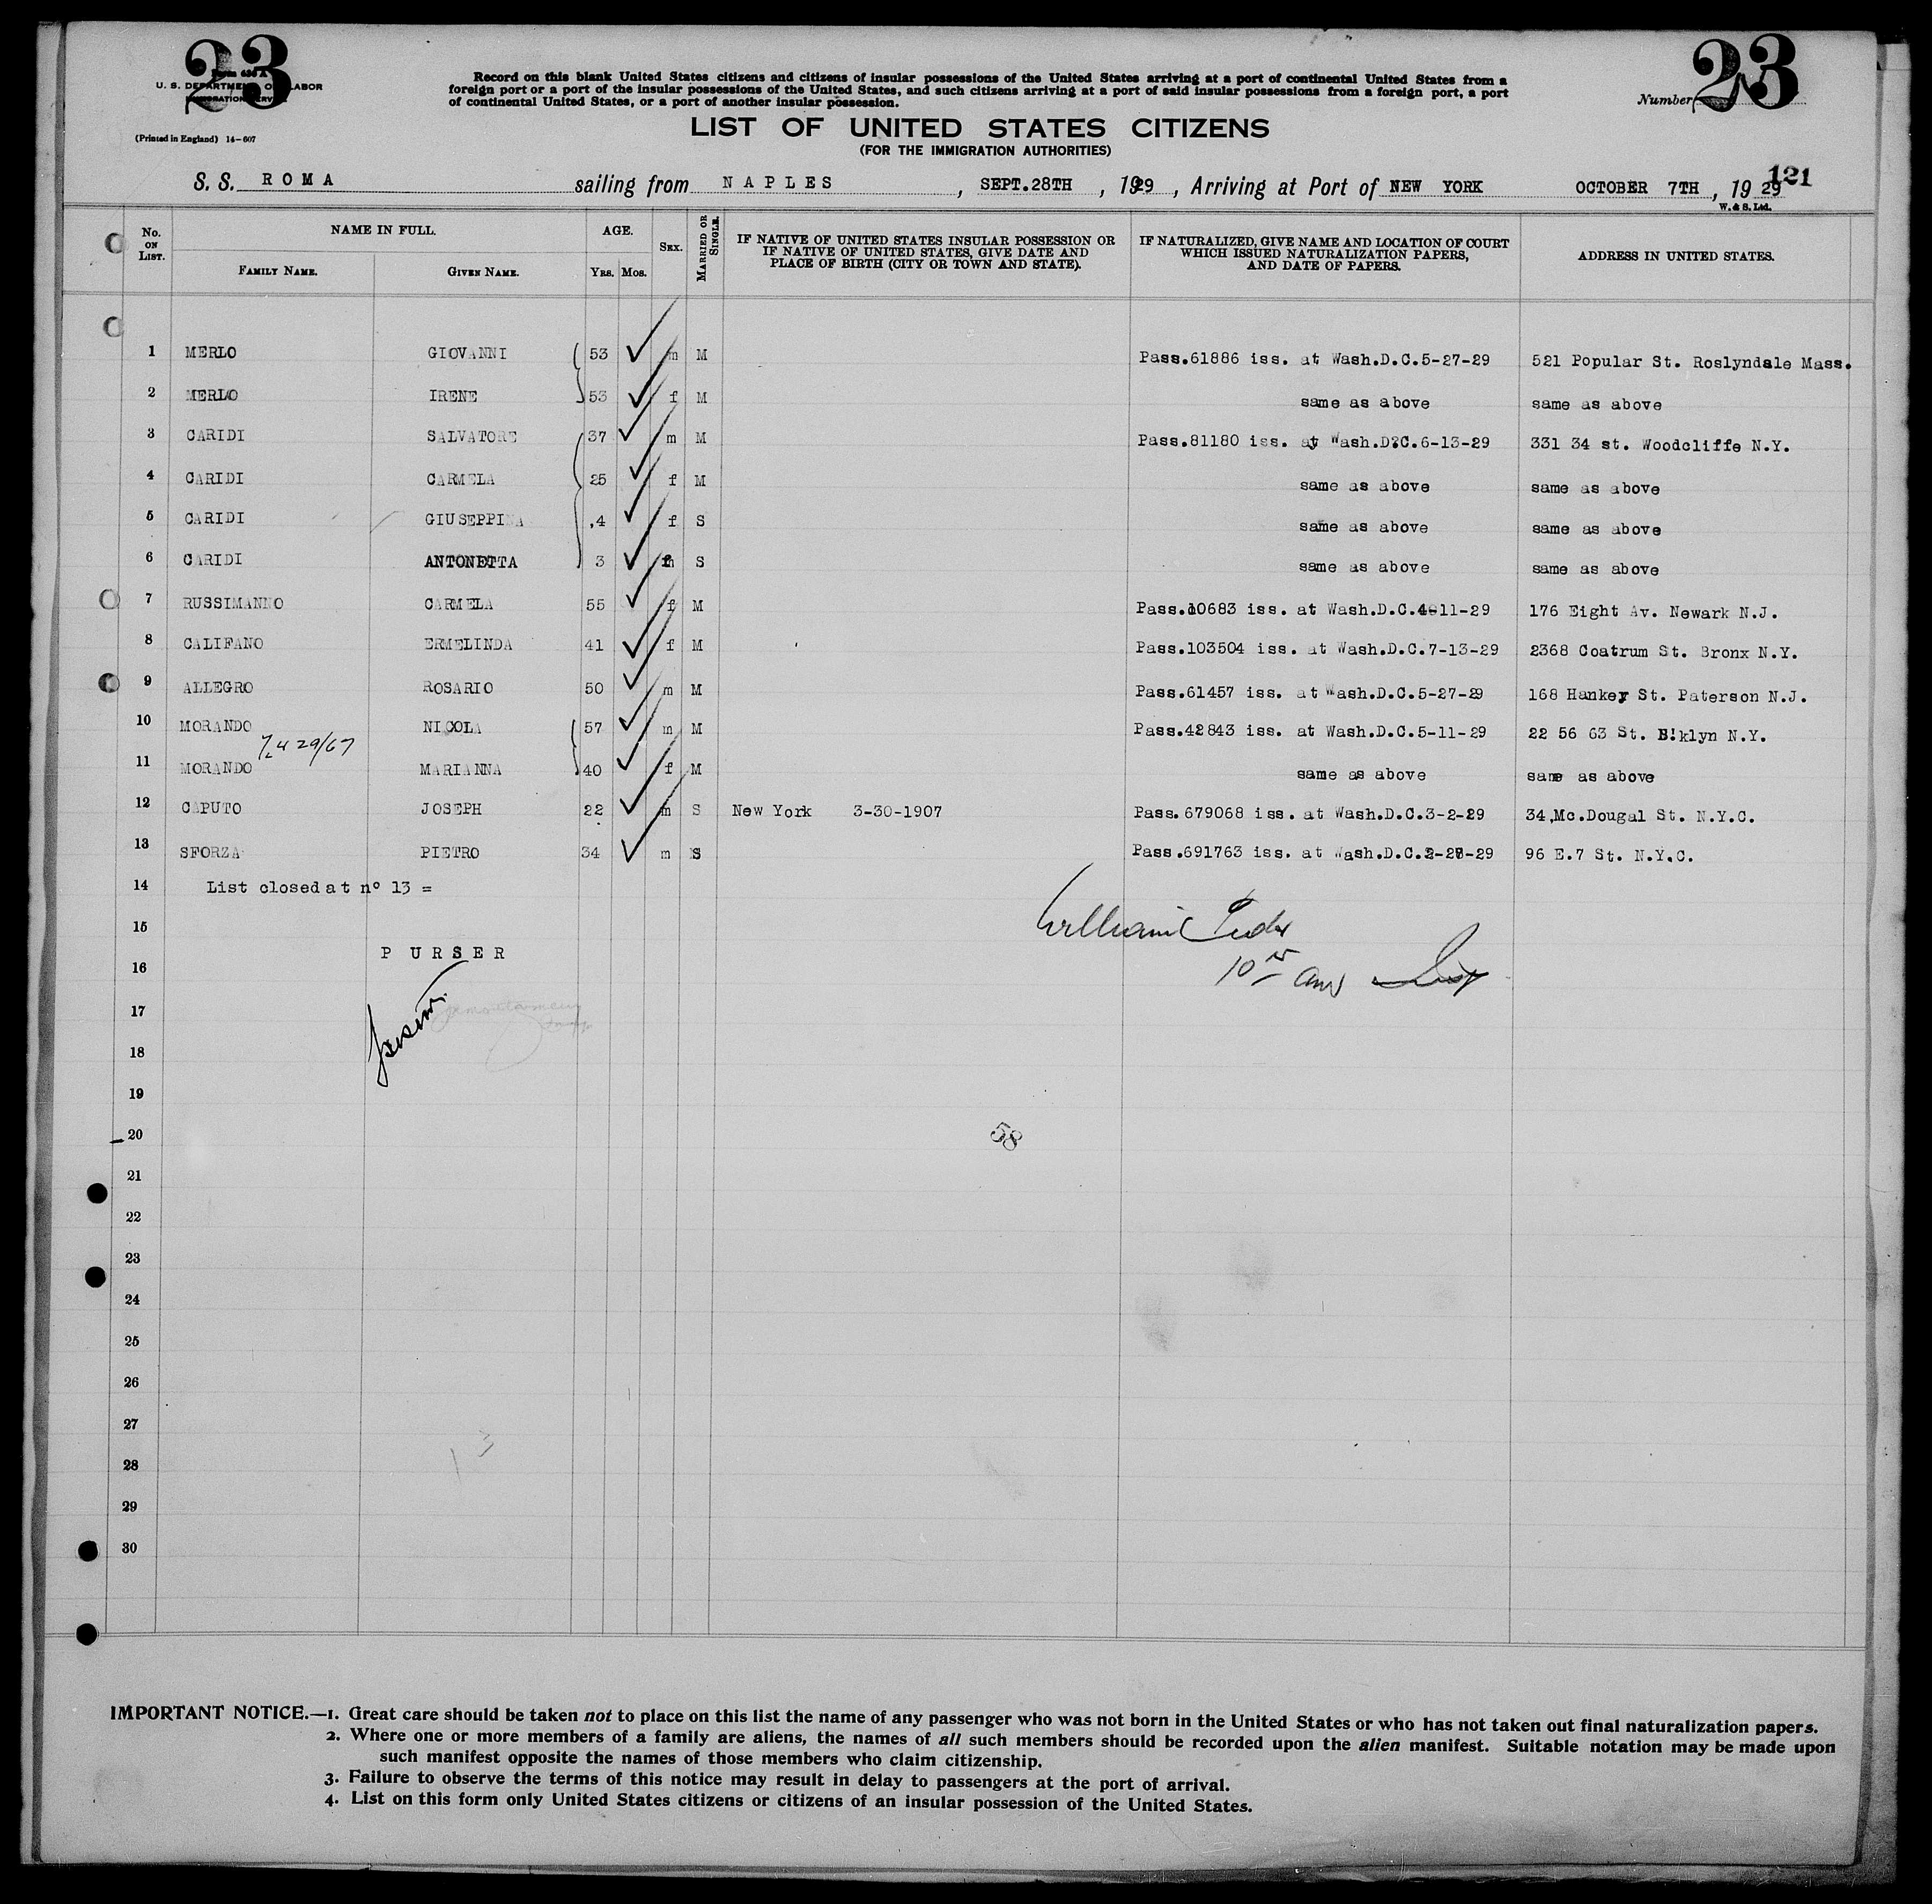 23
23
Form 630 A
U. S. DEPARTMENT OF LABOR
IMMIGRATION SERVICE
(Printed in England) 14-607
Record on this blank United States citizens and citizens of insular possessions of the United States arriving at a port of continental United States from a
foreign port or a port of the insular possessions of the United States, and such citizens arriving at a port of said insular possessions from a foreign port, a port
of continental United States, or a port of another insular possession.
Number
LIST OF UNITED STATES CITIZENS
(FOR THE IMMIGRATION AUTHORITIES)
121
S. S. ROMA sailing from NAPLES, SEPT.28TH, 1929, Arriving at Port of NEW YORK OCTOBER 7TH, 19 29
W. & S. Ltd.
No. ON LIST. NAME IN FULL. FAMILY NAME. GIVEN NAME. AGE. YRS. MOS. SEX. MARRIED OR SINGLE. IF NATIVE OF UNITED STATES INSULAR POSSESSION OR IF NATIVE OF UNITED STATES, GIVE DATE AND PLACE OF BIRTH (CITY OR TOWN AND STATE). IF NATURALIZED, GIVE NAME AND LOCATION OF COURT WHICH ISSUED NATURALIZATION PAPERS, AND DATE OF PAPERS. ADDRESS IN UNITED STATES.
1 MERLO GIOVANNI 53 m M Pass.61886 iss. at Wash.D.C.5-27-29 521 Popular St. Roslyndale Mass.
2 MERLO IRENE 53 f M same as above same as above
3 CARIDI SALVATORE 37 m M Pass.81180 iss. at Wash.D.C.6-13-29 331 34 st. Woodcliffe N.Y.
4 CARIDI CARMELA 25 f M same as above same as above
5 CARIDI GIUSEPPINA 4 f S same as above same as above
6 CARIDI ANTONETTA 3 f S same as above same as above
7 RUSSIMANNO CARMELA 55 f M Pass.10683 iss. at Wash.D.C.4-11-29 176 Eight Av. Newark N.J.
8 CALIFANO ERMELINDA 41 f M Pass.103504 iss. at Wash.D.C.7-13-29 2368 Coatrum St. Bronx N.Y.
9 ALLEGRO ROSARIO 50 m M Pass.61457 iss. at Wash.D.C.5-27-29 168 Hankey St. Paterson N.J.
10 MORANDO NICOLA 57 m M Pass.42843 iss. at Wash.D.C.5-11-29 22 56 63 St. B'klyn N.Y.
11 MORANDO MARIANNA 40 f M same as above same as above
12 CAPUTO JOSEPH 22 m S New York 3-30-1907 Pass.679068 iss. at Wash.D.C.3-2-29 34,Mc.Dougal St. N.Y.C.
13 SFORZA PIETRO 34 m S Pass.691763 iss. at Wash.D.C.2-28-29 96 E.7 St. N.Y.C.
14 List closed at nº 13 =
15
PURSER
16
17
18
19
20
58
21
22
23
24
25
26
27
13
28
29
30
IMPORTANT NOTICE.—1. Great care should be taken not to place on this list the name of any passenger who was not born in the United States or who has not taken out final naturalization papers.
2. Where one or more members of a family are aliens, the names of all such members should be recorded upon the alien manifest. Suitable notation may be made upon
such manifest opposite the names of those members who claim citizenship.
3. Failure to observe the terms of this notice may result in delay to passengers at the port of arrival.
4. List on this form only United States citizens or citizens of an insular possession of the United States.